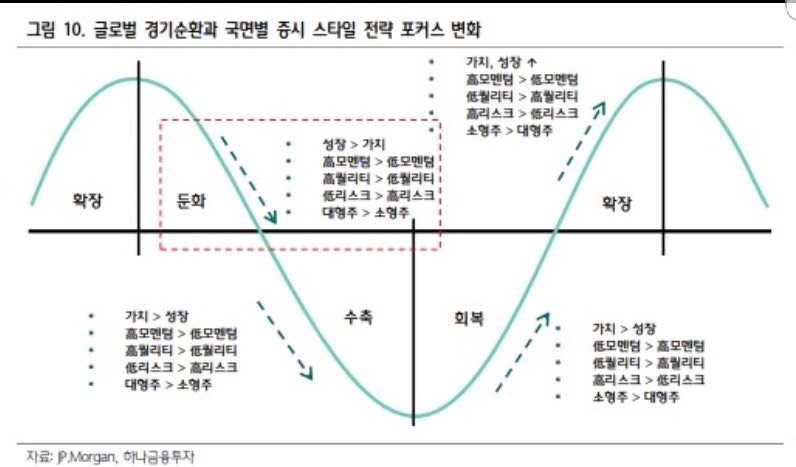 그림 10. 글로벌 경기순환과 국면별 증시 스타일 전략 포커스 변화
가치, 성장 ↑
高모멘텀 > 低모멘텀
低퀄리티 > 高퀄리티
高리스크 > 低리스크
소형주 > 대형주
성장 > 가치
高모멘텀 > 低모멘텀
高퀄리티 > 低퀄리티
低리스크 > 高리스크
대형주 > 소형주
확장
둔화
확장
수축
회복
가치 > 성장
高모멘텀 > 低모멘텀
高퀄리티 > 低퀄리티
低리스크 > 高리스크
대형주 > 소형주
가치 > 성장
低모멘텀 > 高모멘텀
低퀄리티 > 高퀄리티
高리스크 > 低리스크
소형주 > 대형주
자료: JP.Morgan, 하나금융투자